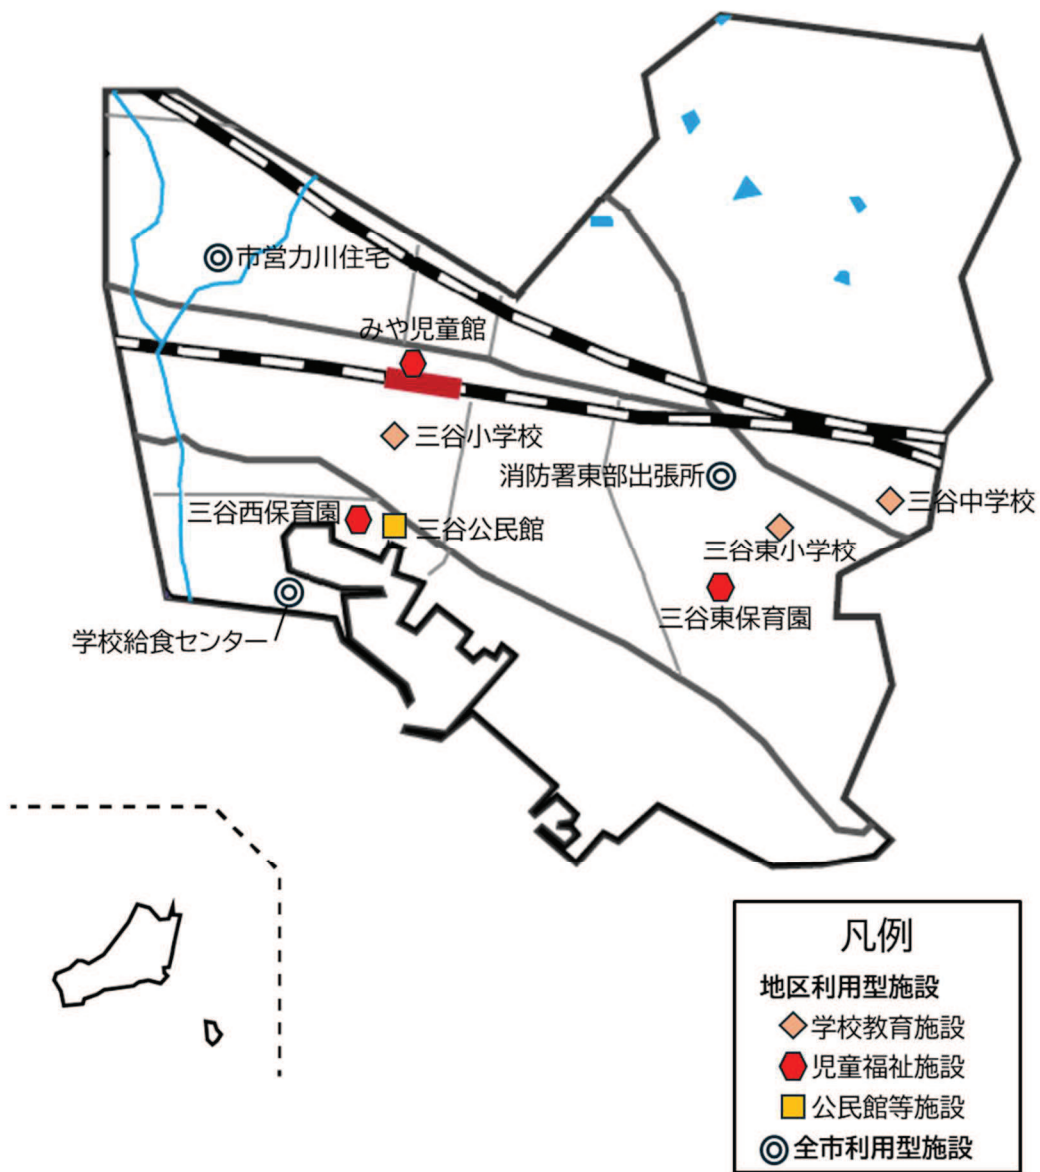 市営力川住宅
みや児童館
三谷小学校
消防署東部出張所
三谷中学校
三谷西保育園
三谷公民館
三谷東小学校
三谷東保育園
学校給食センター
凡例
地区利用型施設
学校教育施設
児童福祉施設
公民館等施設
全市利用型施設